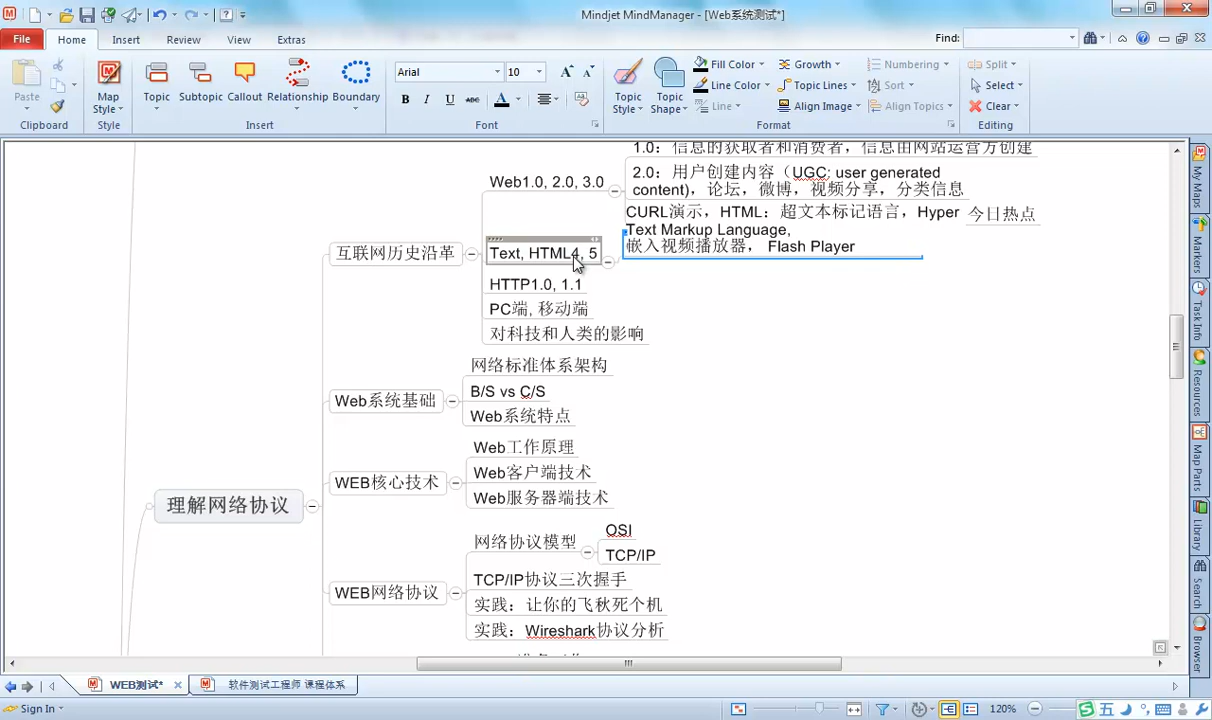 Mindjet MindManager - [Web系统测试*]
File Home Insert Review View Extras
Find:
Paste
Map Style
Topic Subtopic Callout Relationship Boundary
Arial 10
B I U abc A
Topic Style
Topic Shape
Fill Color
Line Color
Line
Growth
Topic Lines
Align Image
Numbering
Sort
Align Topics
Split
Select
Clear
Clipboard Style Insert Font Format Editing
1.0：信息的获取者和消费者，信息由网站运营方创建
Web1.0, 2.0, 3.0
2.0：用户创建内容（UGC: user generated
content)，论坛，微博，视频分享，分类信息
CURL演示，HTML：超文本标记语言，Hyper
Text Markup Language,
嵌入视频播放器， Flash Player
今日热点
互联网历史沿革
Text, HTML4, 5
HTTP1.0, 1.1
PC端, 移动端
对科技和人类的影响
网络标准体系架构
Web系统基础
B/S vs C/S
Web系统特点
Web工作原理
WEB核心技术
Web客户端技术
Web服务器端技术
理解网络协议
网络协议模型
OSI
TCP/IP
TCP/IP协议三次握手
WEB网络协议
实践：让你的飞秋死个机
实践：Wireshark协议分析
My Maps
Markers
Task Info
Resources
Map Parts
Library
Search
Browser
WEB测试*
软件测试工程师 课程体系
Sign In
120%
五